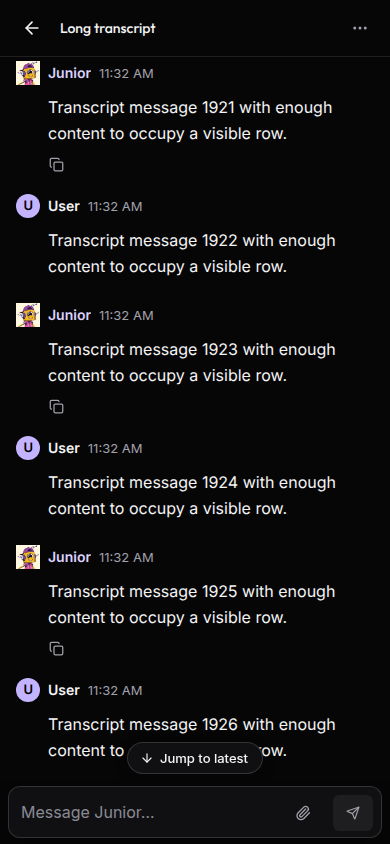 Long transcript
Junior 11:32 AM
Transcript message 1921 with enough
content to occupy a visible row.
U User 11:32 AM
Transcript message 1922 with enough
content to occupy a visible row.
Junior 11:32 AM
Transcript message 1923 with enough
content to occupy a visible row.
U User 11:32 AM
Transcript message 1924 with enough
content to occupy a visible row.
Junior 11:32 AM
Transcript message 1925 with enough
content to occupy a visible row.
U User 11:32 AM
Transcript message 1926 with enough
content to occupy row.
Jump to latest
Message Junior...